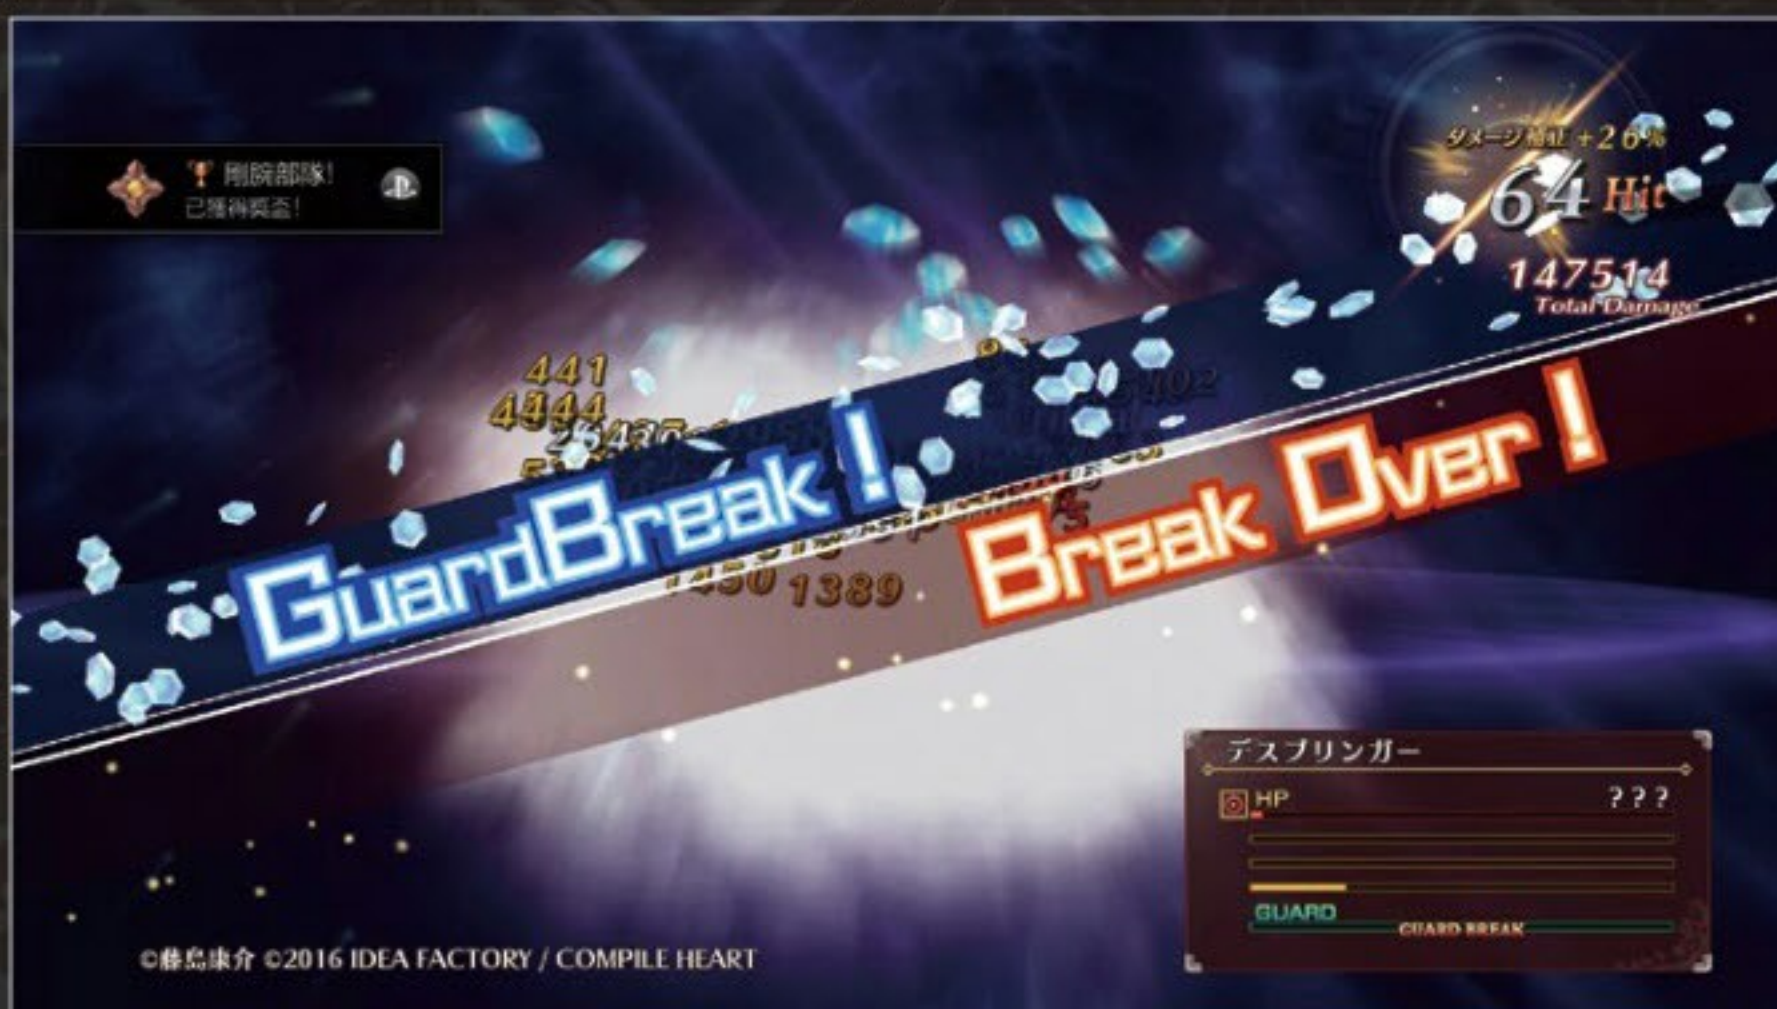 剛腕部隊!
已獲得獎盃!
ダメージ補正+26%
64 Hit
147514
Total Damage
441
GuardBreak!
Break Over!
1450 1389
デスブリンガー
HP ???
GUARD
GUARD BREAK
©藤島康介 ©2016 IDEA FACTORY / COMPILE HEART